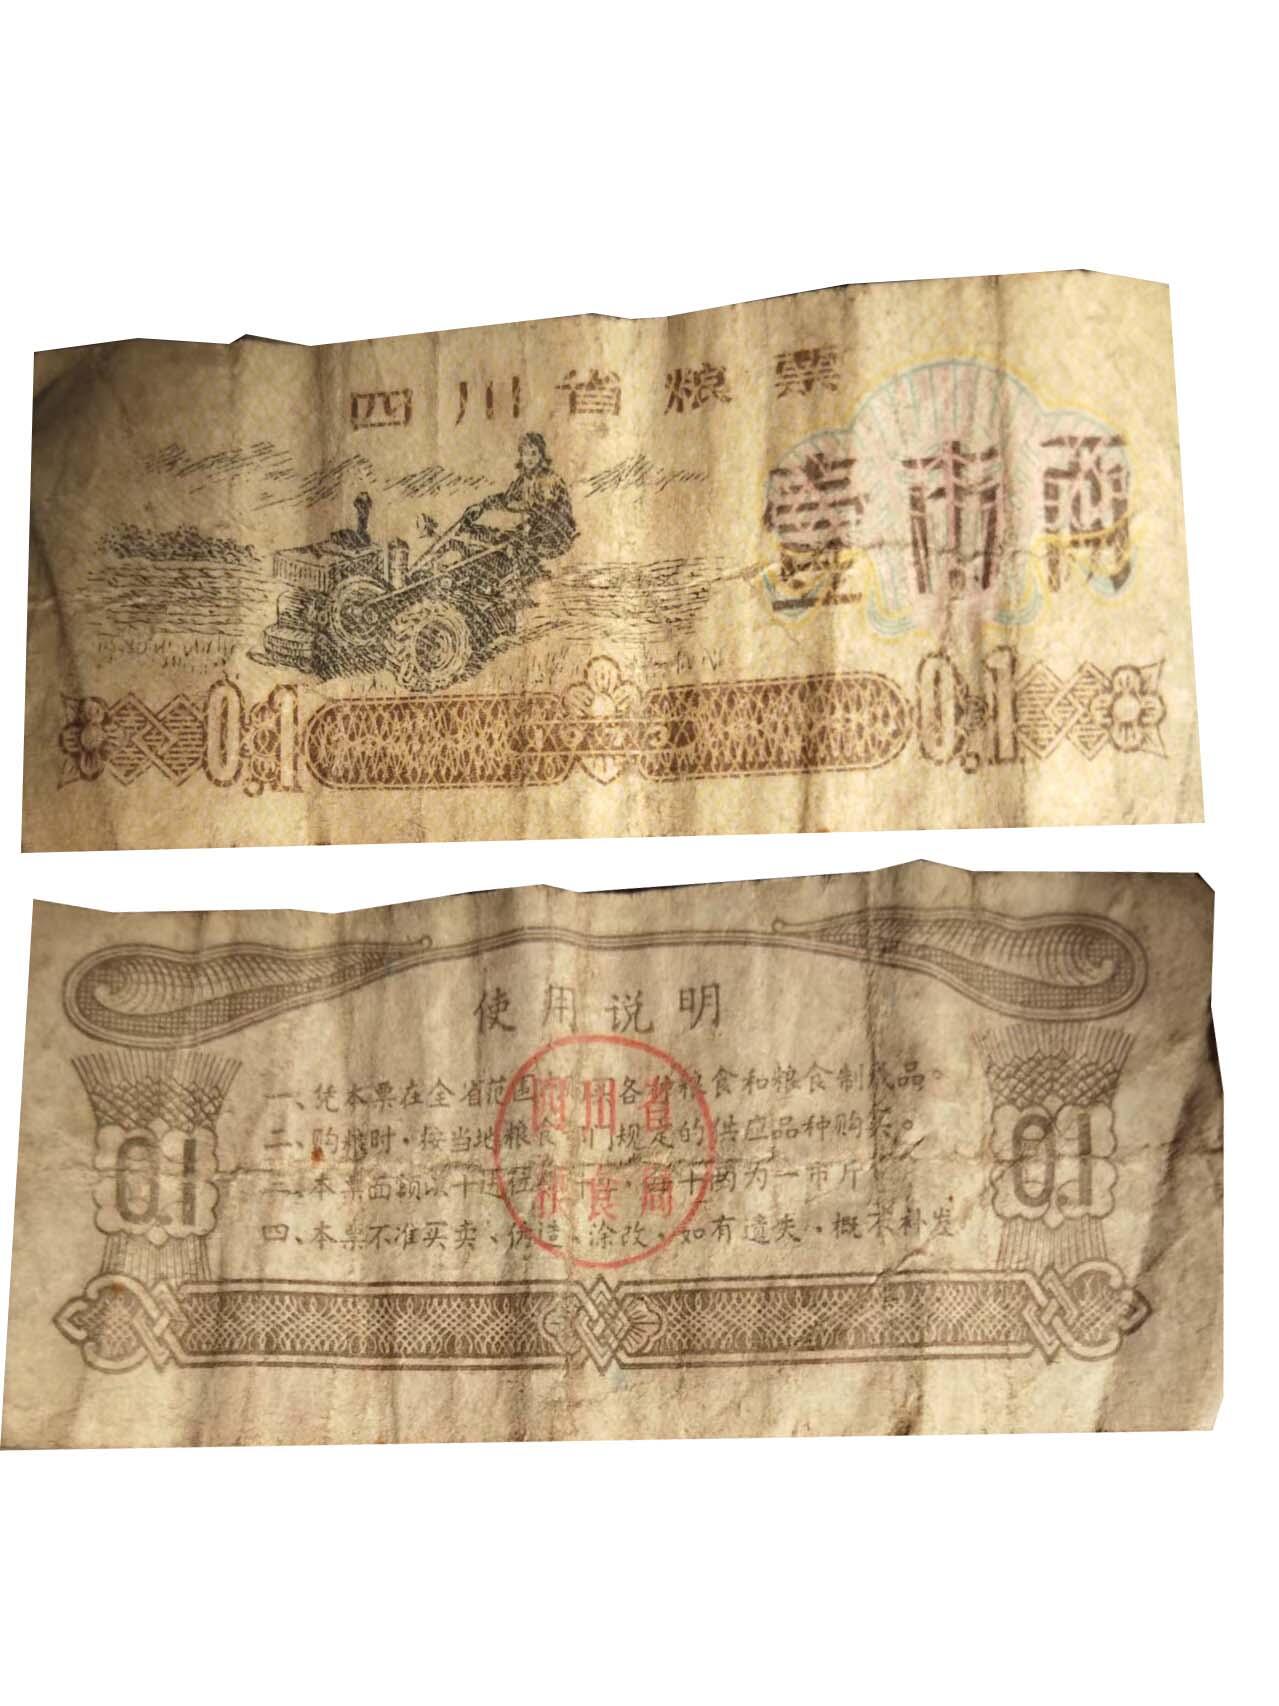 四川省粮票
壹市两
0.1
1973
0.1
使用说明
一、凭本票在全省范围各种粮食和粮食制成品。
二、购粮时，按当地粮食部门规定的供应品种购买。
三、本票面额以十进位计，每十两为一市斤
四、本票不准买卖、伪造、涂改，如有遗失，概不补发
四川省
粮食局
0.1
0.1